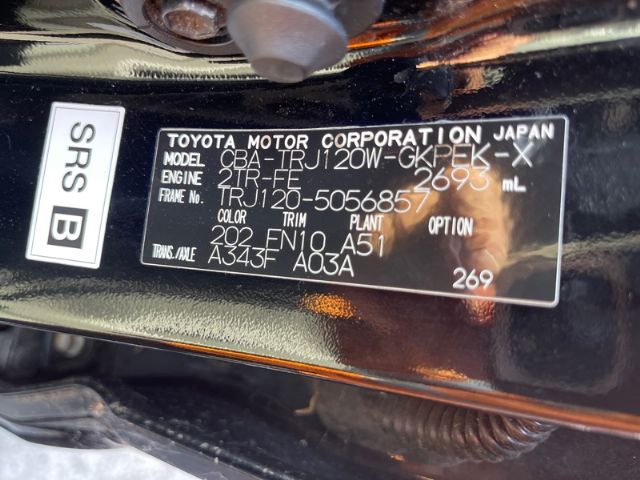 SRS B
TOYOTA MOTOR CORPORATION JAPAN
MODEL CBA-TRJ120W-GKPEK-X
ENGINE 2TR-FE 2693 mL
FRAME No. TRJ120-5056857
COLOR TRIM PLANT OPTION
202 FN10 A51
TRANS./AXLE A343F A03A
269